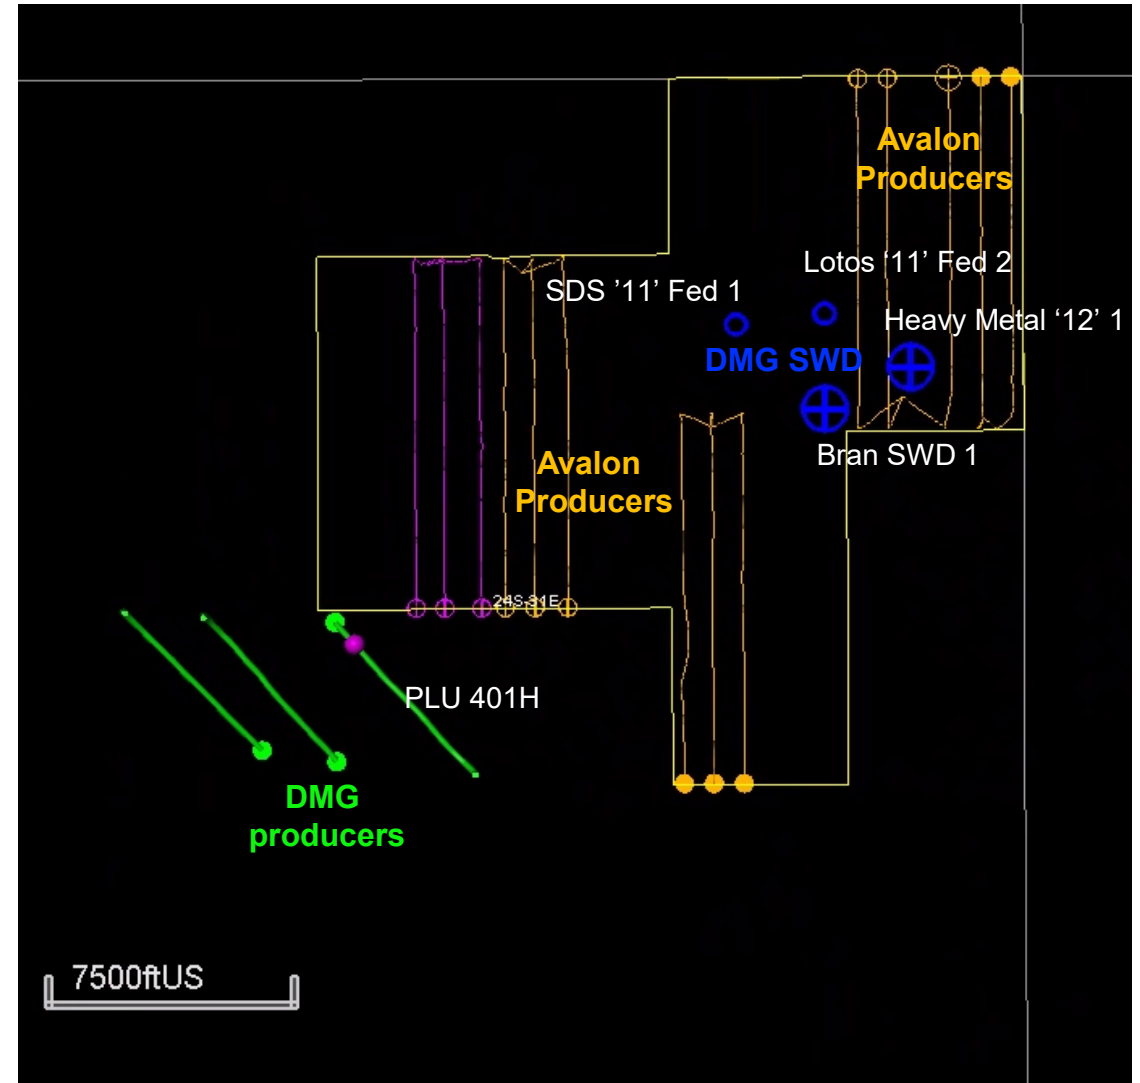 Avalon
Producers
Lotos ‘11’ Fed 2
SDS ’11’ Fed 1
Heavy Metal ‘12’ 1
DMG SWD
Bran SWD 1
Avalon
Producers
24S-31E
PLU 401H
DMG
producers
7500ftUS